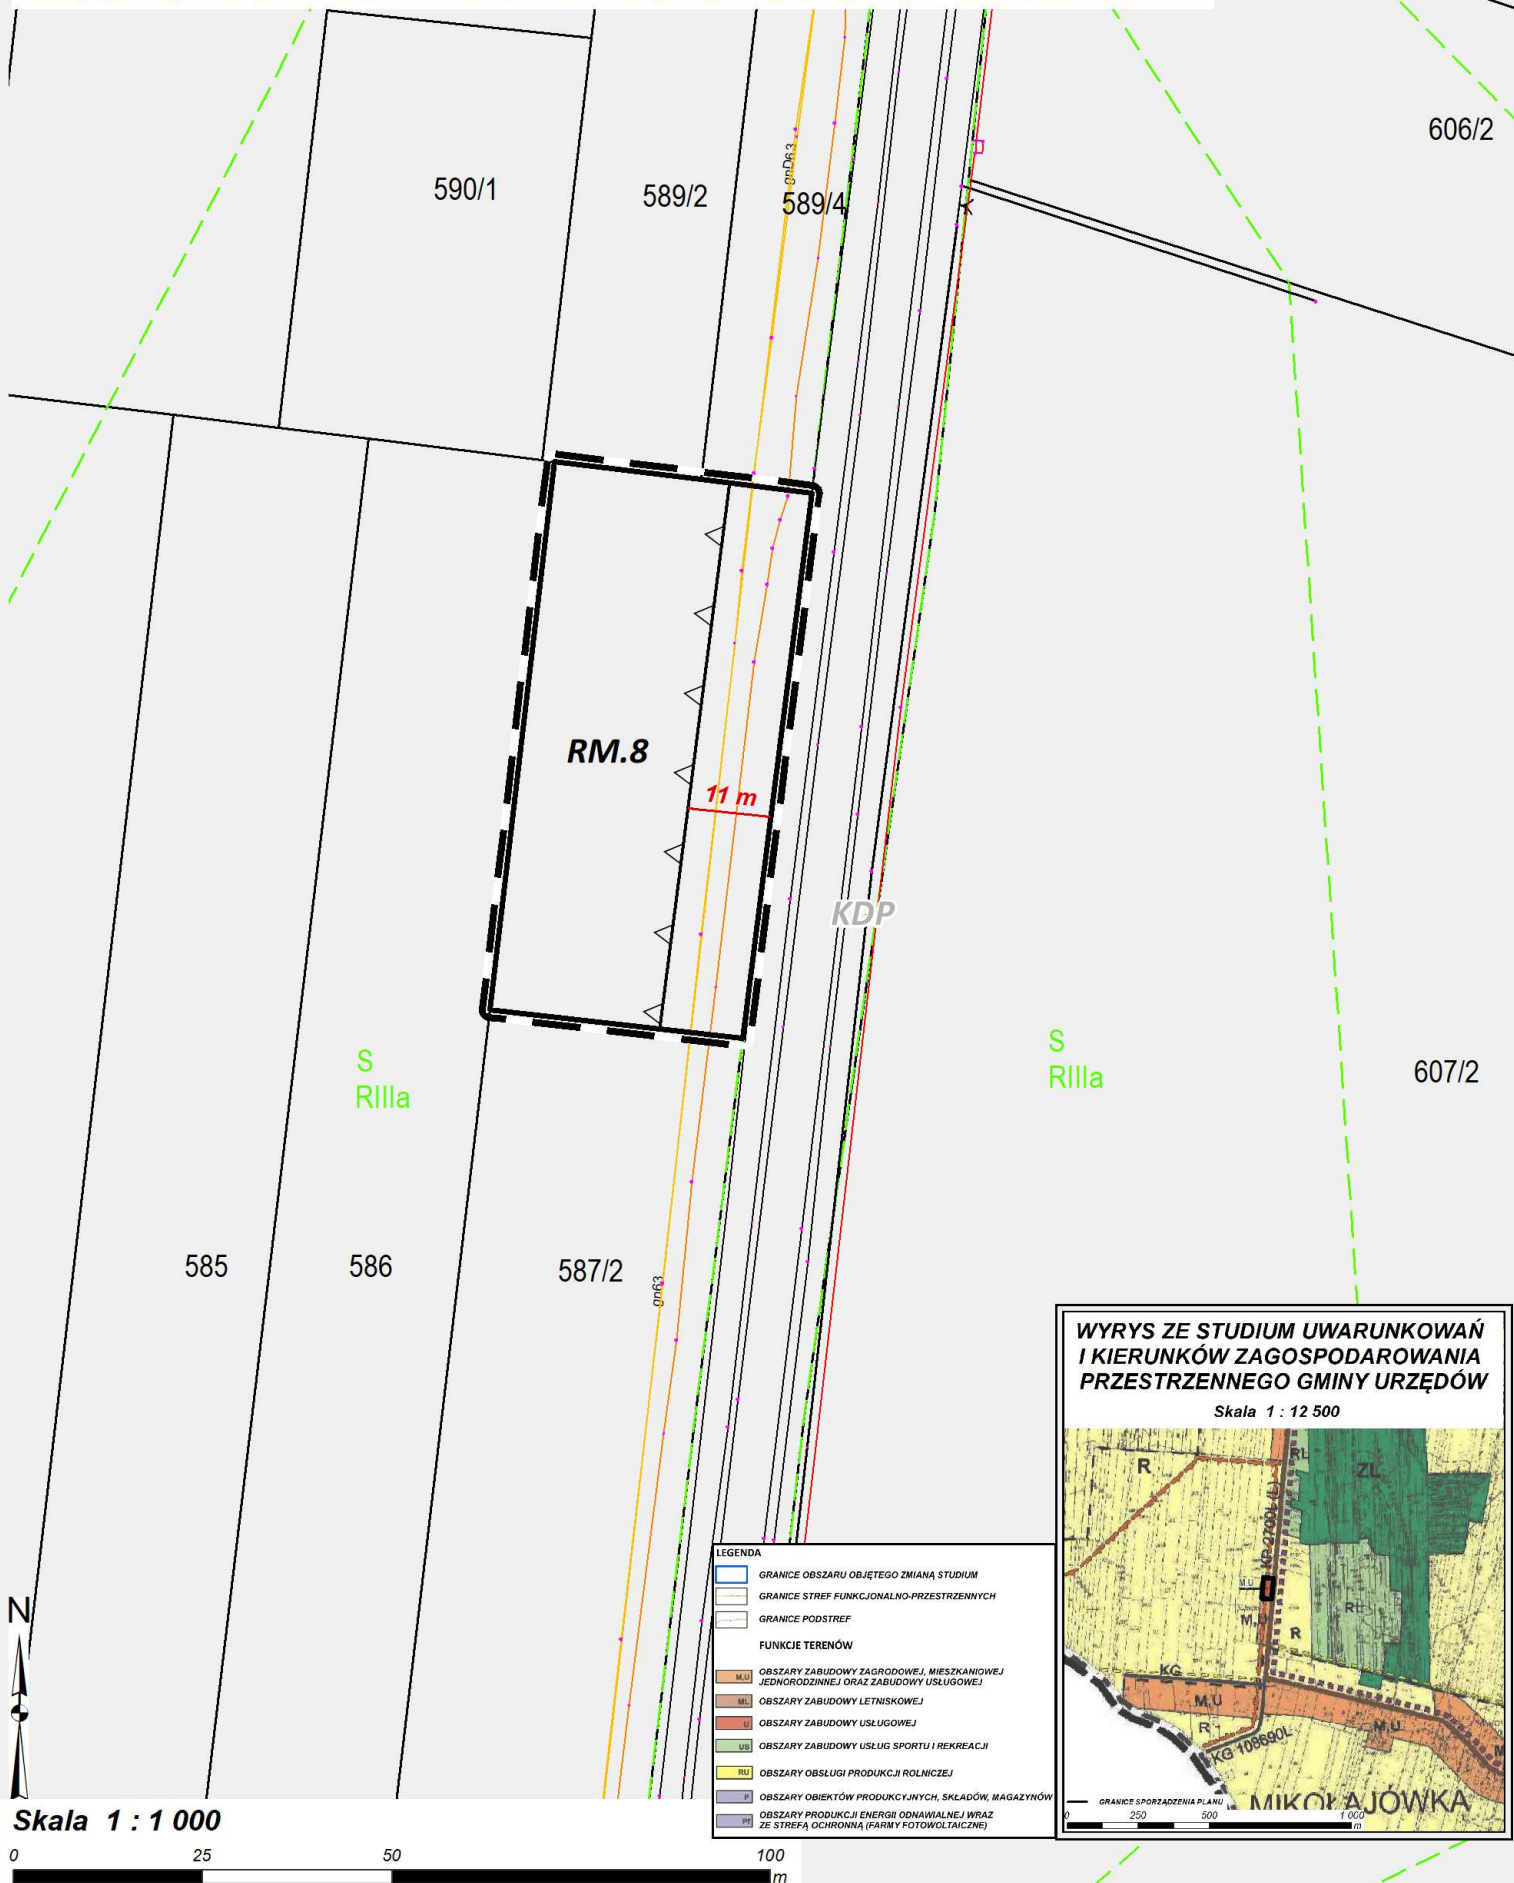 606/2
590/1
589/2
589/4
gnD63
RM.8
11 m
KDP
S
RIIIa
S
RIIIa
607/2
585
586
587/2
gn63
WYRYS ZE STUDIUM UWARUNKOWAŃ
I KIERUNKÓW ZAGOSPODAROWANIA
PRZESTRZENNEGO GMINY URZĘDÓW
Skala 1 : 12 500
R
RL
ZL
KP 2700L (L)
M,U
M,U
RL
R
KG
M,U
R
M,U
KG 108690L
MIKOŁAJÓWKA
GRANICE SPORZĄDZENIA PLANU
0 250 500 1 000
m
LEGENDA
GRANICE OBSZARU OBJĘTEGO ZMIANĄ STUDIUM
GRANICE STREF FUNKCJONALNO-PRZESTRZENNYCH
GRANICE PODSTREF
FUNKCJE TERENÓW
M,U OBSZARY ZABUDOWY ZAGRODOWEJ, MIESZKANIOWEJ
JEDNORODZINNEJ ORAZ ZABUDOWY USŁUGOWEJ
ML OBSZARY ZABUDOWY LETNISKOWEJ
U OBSZARY ZABUDOWY USŁUGOWEJ
US OBSZARY ZABUDOWY USŁUG SPORTU I REKREACJI
RU OBSZARY OBSŁUGI PRODUKCJI ROLNICZEJ
P OBSZARY OBIEKTÓW PRODUKCYJNYCH, SKŁADÓW, MAGAZYNÓW
Pf OBSZARY PRODUKCJI ENERGII ODNAWIALNEJ WRAZ
ZE STREFĄ OCHRONNĄ (FARMY FOTOWOLTAICZNE)
N
Skala 1 : 1 000
0 25 50 100
m